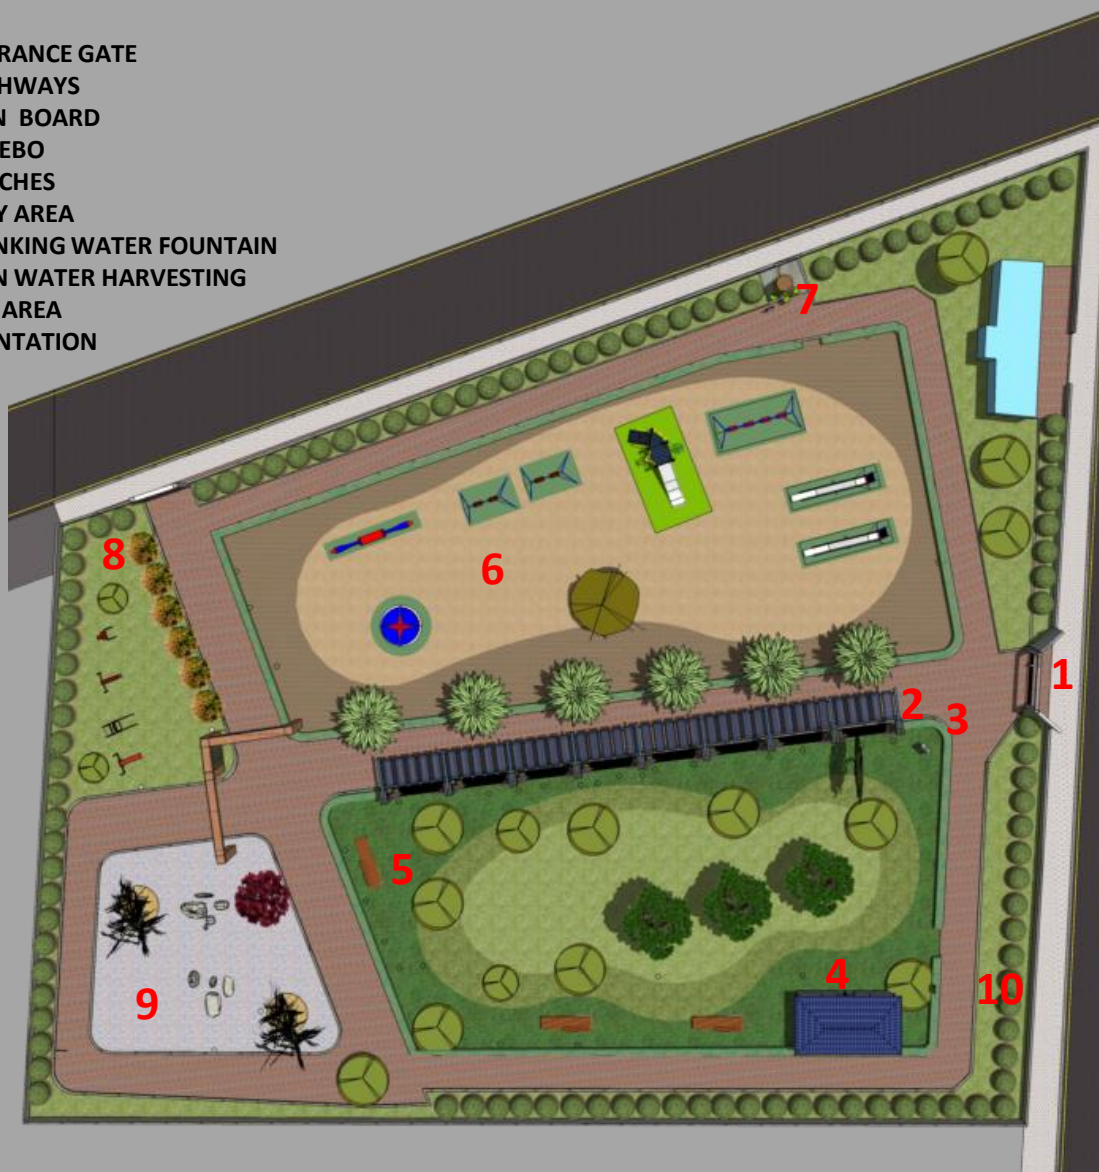 RANCE GATE
HWAYS
N BOARD
EBO
CHES
Y AREA
NKING WATER FOUNTAIN
N WATER HARVESTING
AREA
NTATION
7
8
6
1
2
3
5
4
9
10